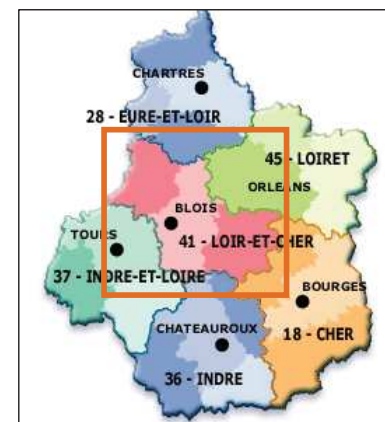 CHARTRES
28 - EURE-ET-LOIR
45 - LOIRET
ORLEANS
BLOIS
TOURS
41 - LOIR-ET-CHER
37 - INDRE-ET-LOIRE
BOURGES
CHATEAUROUX
18 - CHER
36 - INDRE